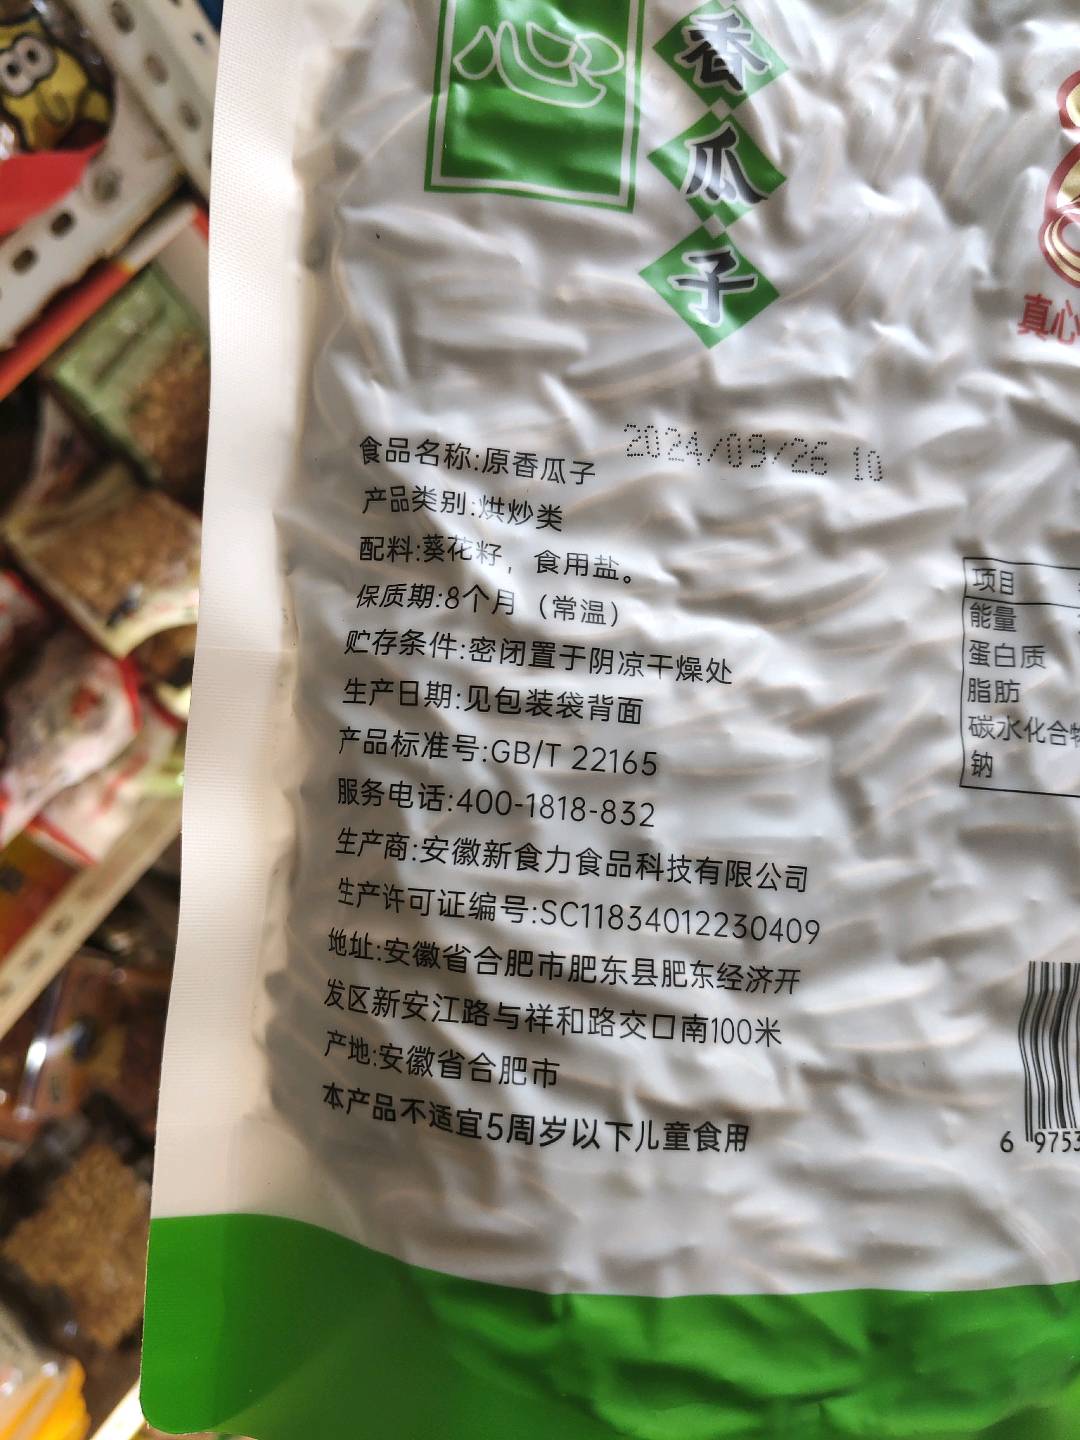 心
香
瓜
子
真心
2024/09/26 10
食品名称:原香瓜子
产品类别:烘炒类
配料:葵花籽，食用盐。
保质期:8个月（常温）
贮存条件:密闭置于阴凉干燥处
生产日期:见包装袋背面
产品标准号:GB/T 22165
服务电话:400-1818-832
生产商:安徽新食力食品科技有限公司
生产许可证编号:SC11834012230409
地址:安徽省合肥市肥东县肥东经济开
发区新安江路与祥和路交口南100米
产地:安徽省合肥市
本产品不适宜5周岁以下儿童食用
项目
能量
蛋白质
脂肪
碳水化合物
钠
6 9753